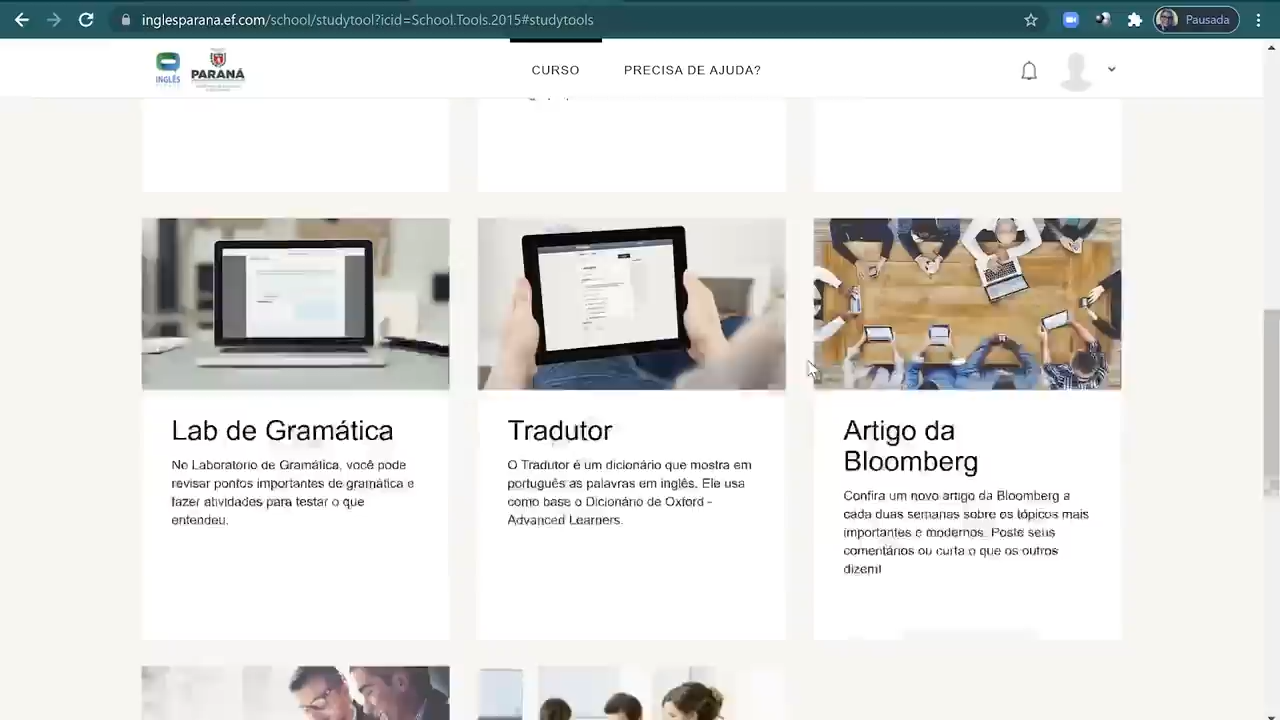 inglesparana.ef.com/school/studytool?icid=School.Tools.2015#studytools
Pausada
INGLÊS
PARANÁ
CURSO
PRECISA DE AJUDA?
Lab de Gramática
No Laboratório de Gramática, você pode
revisar pontos importantes de gramática e
fazer atividades para testar o que
entendeu.
Tradutor
O Tradutor é um dicionário que mostra em
português as palavras em inglês. Ele usa
como base o Dicionário de Oxford -
Advanced Learners.
Artigo da
Bloomberg
Confira um novo artigo da Bloomberg a
cada duas semanas sobre os tópicos mais
importantes e modernos. Poste seus
comentários ou curta o que os outros
dizem!